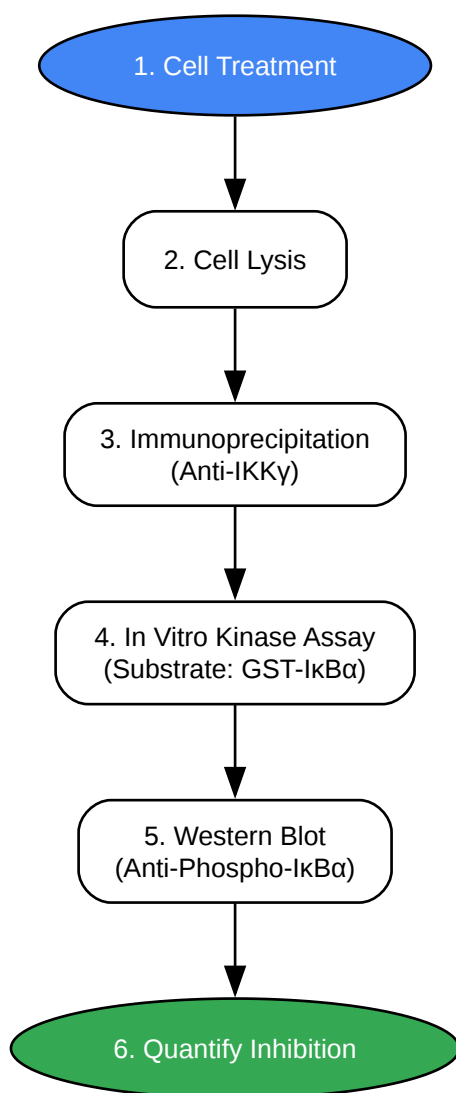 1. Cell Treatment
2. Cell Lysis
3. Immunoprecipitation
(Anti-IKKγ)
4. In Vitro Kinase Assay
(Substrate: GST-IκBα)
5. Western Blot
(Anti-Phospho-IκBα)
6. Quantify Inhibition